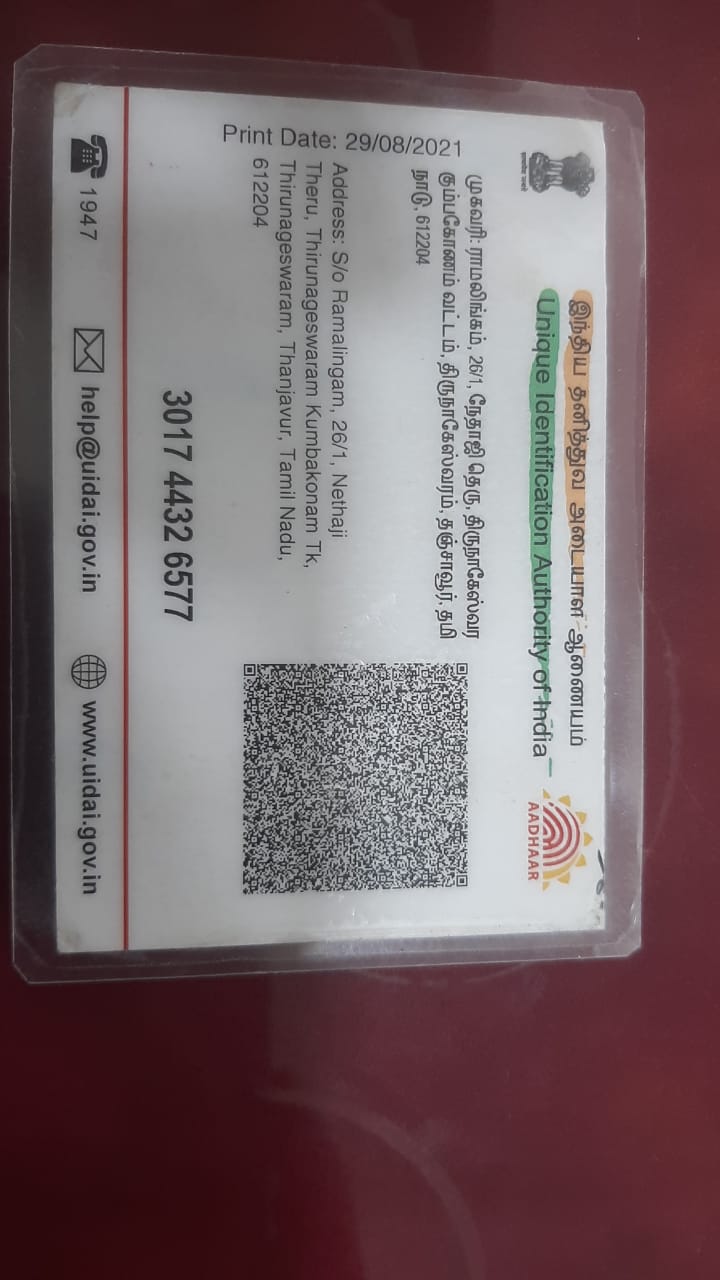 இந்திய தனித்துவ அடையாள ஆணையம்
Unique Identification Authority of India
AADHAAR
முகவரி: ராமலிங்கம், 26/1, நேதாஜி தெரு, திருநாகேஸ்வர
கும்பகோணம் வட்டம், திருநாகேஸ்வரம், தஞ்சாவூர், தமி
நாடு, 612204
Print Date: 29/08/2021
Address: S/o Ramalingam, 26/1, Nethaji
Theru, Thirunageswaram Kumbakonam Tk,
Thirunageswaram, Thanjavur, Tamil Nadu,
612204
3017 4432 6577
1947 help@uidai.gov.in www.uidai.gov.in